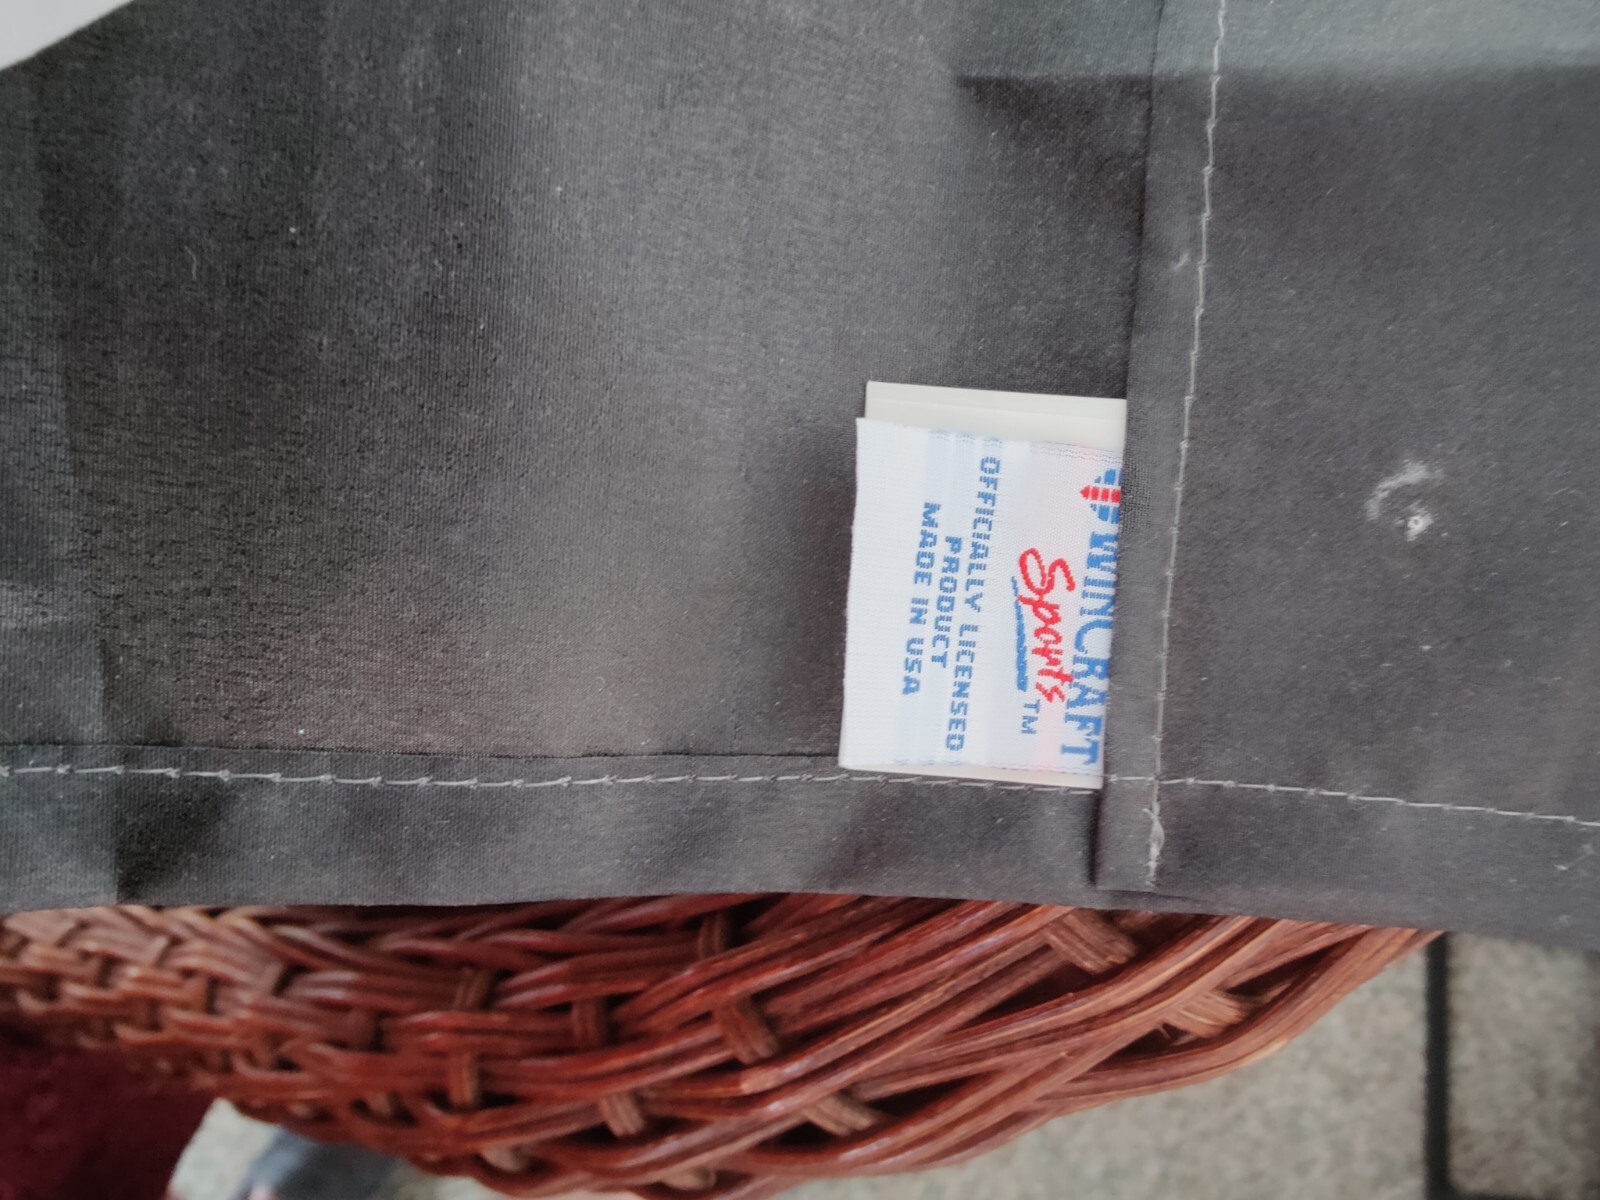 WINCRAFT
Sports TM
OFFICIALLY LICENSED
PRODUCT
MADE IN USA